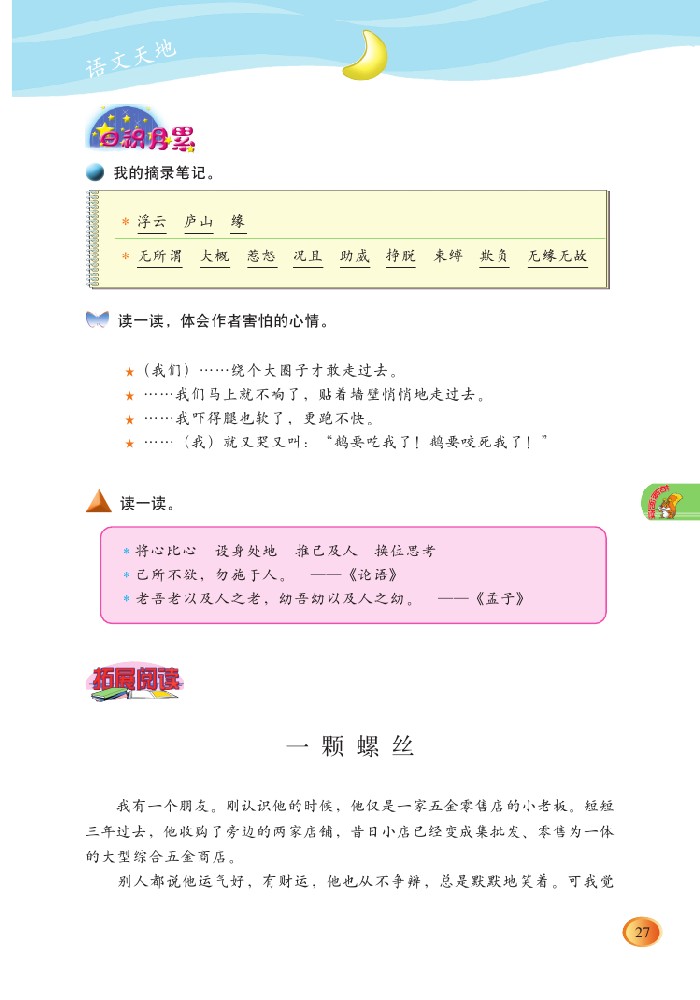 语文天地
日积月累
我的摘录笔记。
* 浮云 庐山 缘
* 无所谓 大概 惹怒 况且 助威 挣脱 束缚 欺负 无缘无故
读一读，体会作者害怕的心情。
★（我们）……绕个大圈子才敢走过去。
★……我们马上就不响了，贴着墙壁悄悄地走过去。
★……我吓得腿也软了，更跑不快。
★……（我）就又哭又叫：“鹅要吃我了！鹅要咬死我了！”
读一读。
*将心比心 设身处地 推己及人 换位思考
*己所不欲，勿施于人。 ——《论语》
*老吾老以及人之老，幼吾幼以及人之幼。 ——《孟子》
拓展阅读
一颗螺丝
我有一个朋友。刚认识他的时候，他仅是一家五金零售店的小老板。短短
三年过去，他收购了旁边的两家店铺，昔日小店已经变成集批发、零售为一体
的大型综合五金商店。
别人都说他运气好，有财运，他也从不争辩，总是默默地笑着。可我觉
27